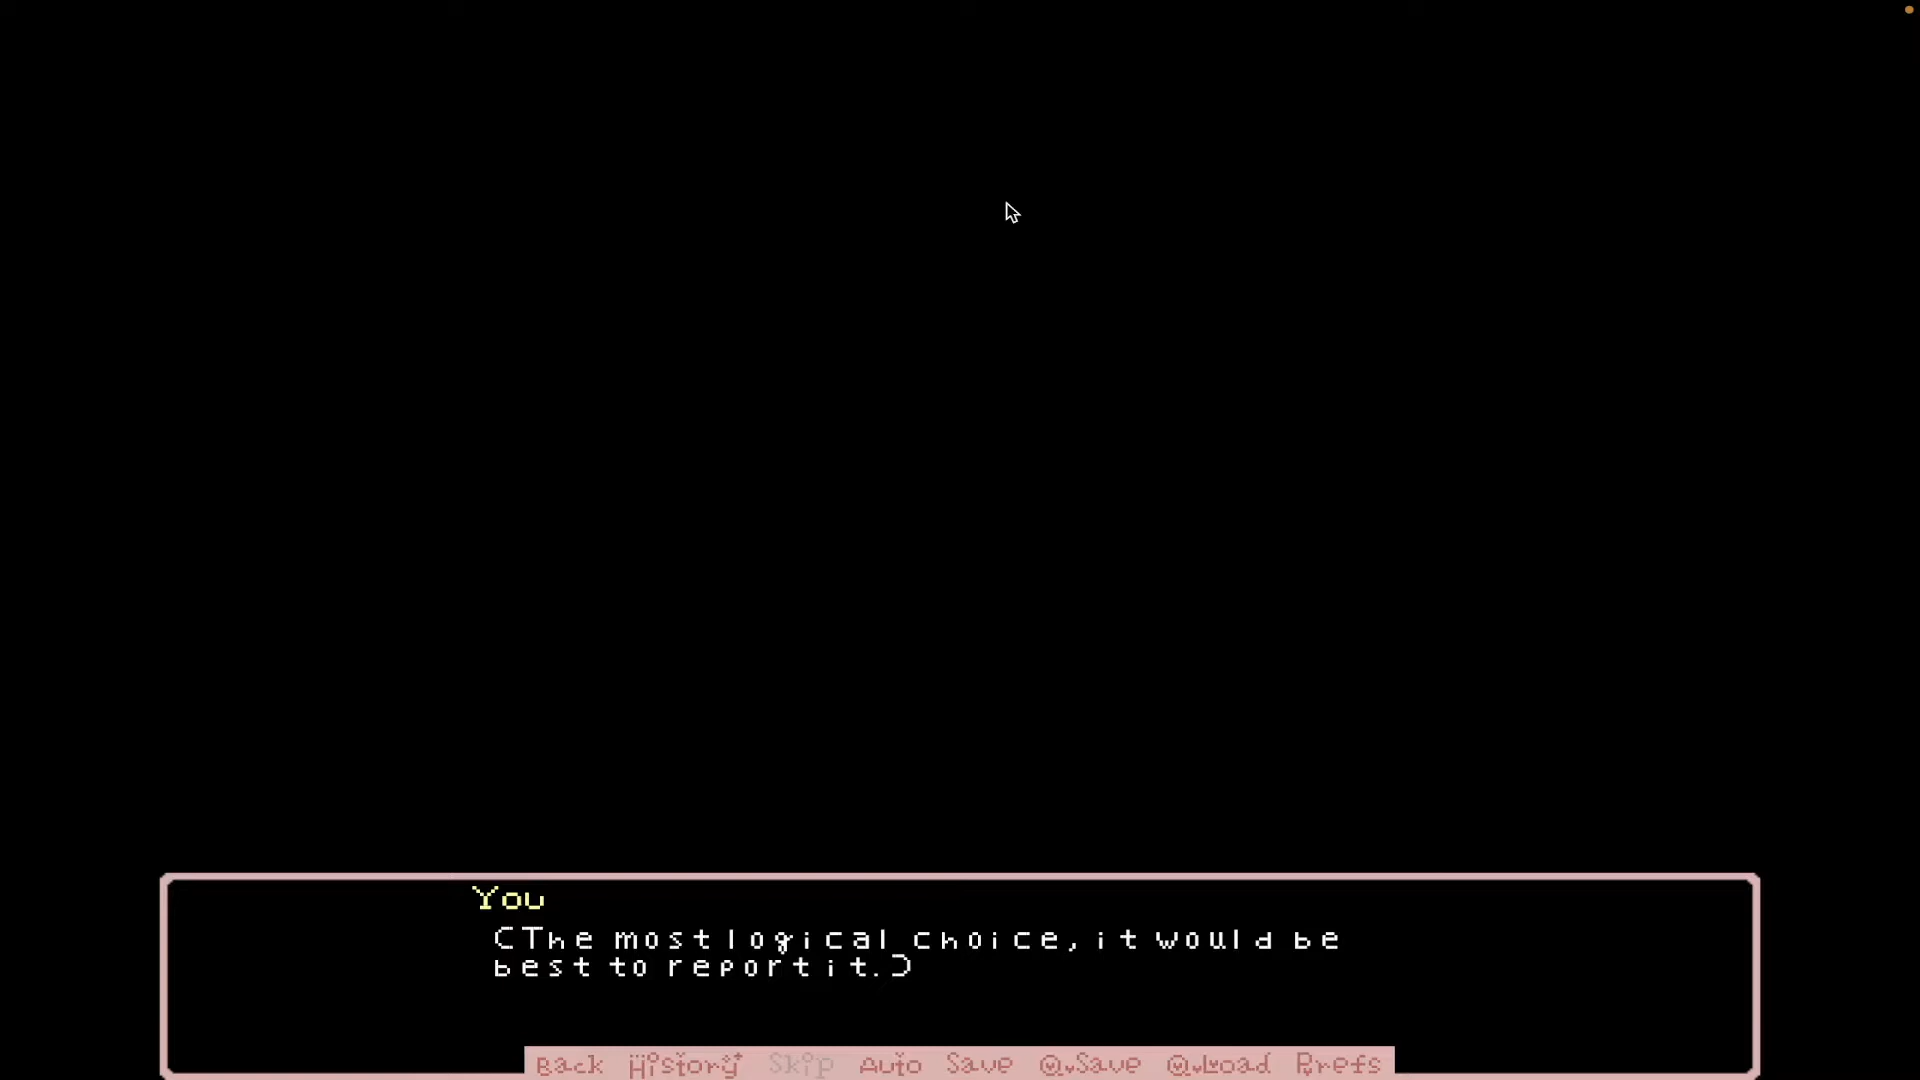 You
(The most logical choice, it would be
best to report it.)
Back History Skip Auto Save Q.Save Q.Load Prefs